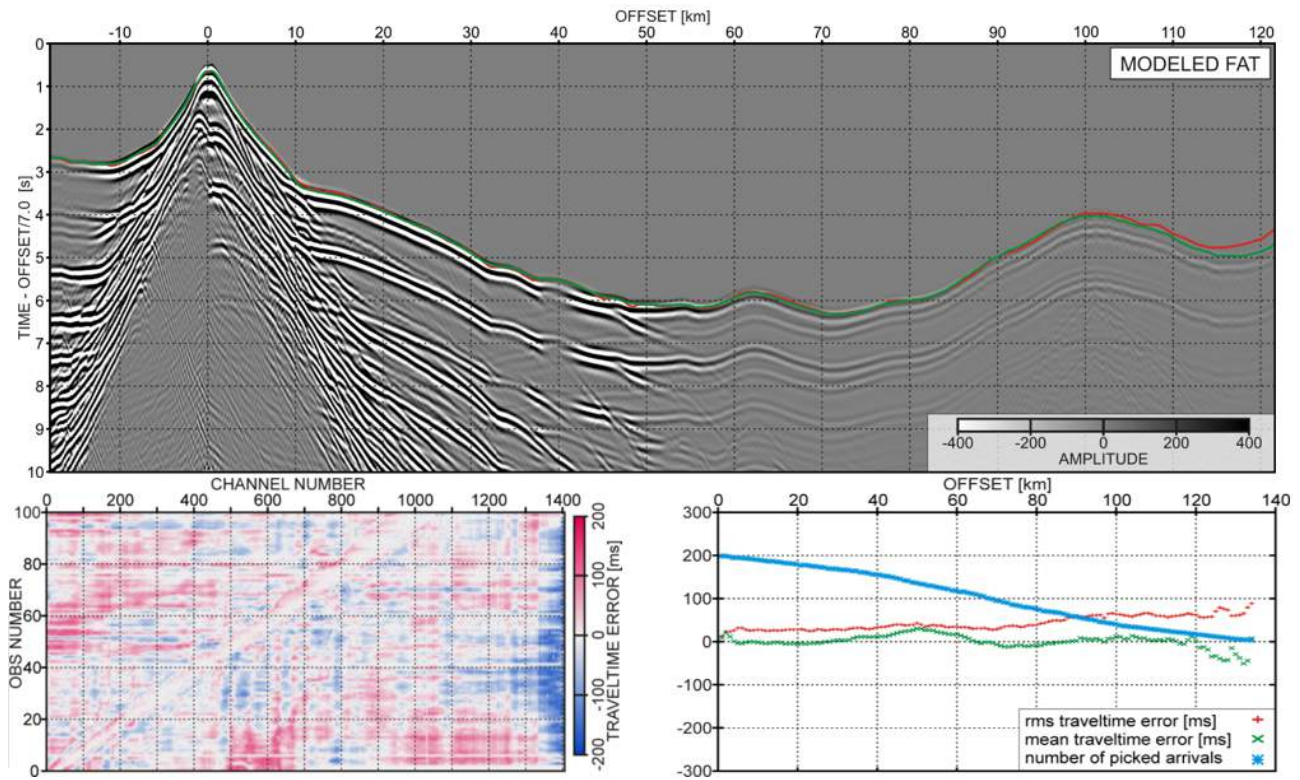 OFFSET [km]
-10 0 10 20 30 40 50 60 70 80 90 100 110 120
MODELED FAT
TIME - OFFSET/7.0 [s]
0
1
2
3
4
5
6
7
8
9
10
-400 -200 0 200 400
AMPLITUDE
CHANNEL NUMBER
0 200 400 600 800 1000 1200 1400
OBS NUMBER
100
80
60
40
20
0
200
100
0
-100
-200
TRAVELTIME ERROR [ms]
OFFSET [km]
0 20 40 60 80 100 120 140
300
200
100
0
-100
-200
-300
rms traveltime error [ms]
mean traveltime error [ms]
number of picked arrivals